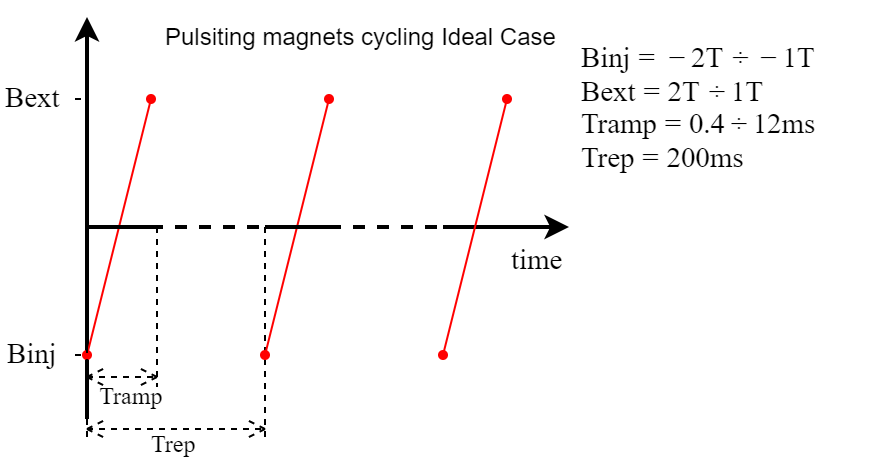 Pulsiting magnets cycling Ideal Case
Binj = −2T ÷ −1T
Bext = 2T ÷ 1T
Tramp = 0.4 ÷ 12ms
Trep = 200ms
Bext
time
Binj
Tramp
Trep